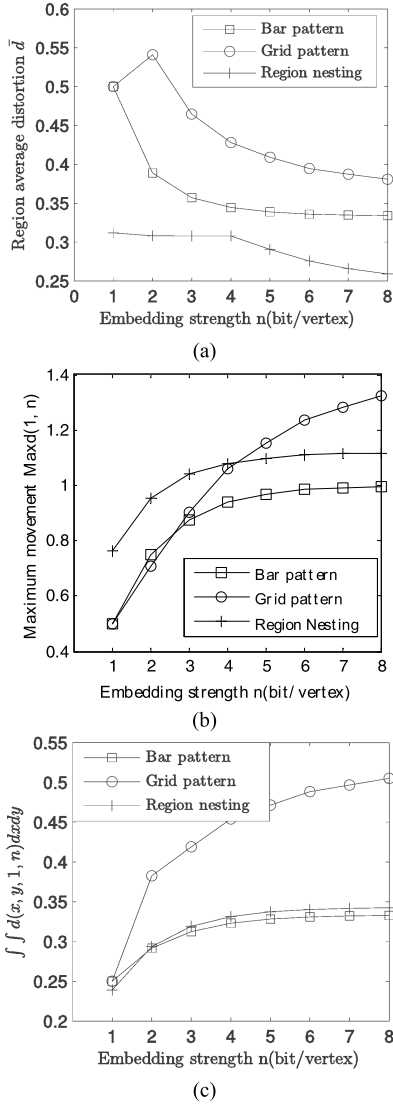 0.6
0.55
0.5
0.45
0.4
0.35
0.3
0.25
Region average distortion d̄
Bar pattern
Grid pattern
Region nesting
0 1 2 3 4 5 6 7 8
Embedding strength n(bit/vertex)
(a)
1.4
1.2
1
0.8
0.6
0.4
Maximum movement Maxd(1, n)
Bar pattern
Grid pattern
Region Nesting
1 2 3 4 5 6 7 8
Embedding strength n(bit/ vertex)
(b)
0.55
0.5
0.45
0.4
0.35
0.3
0.25
0.2
∫ ∫ d(x, y, 1, n)dxdy
Bar pattern
Grid pattern
Region nesting
1 2 3 4 5 6 7 8
Embedding strength n(bit/vertex)
(c)